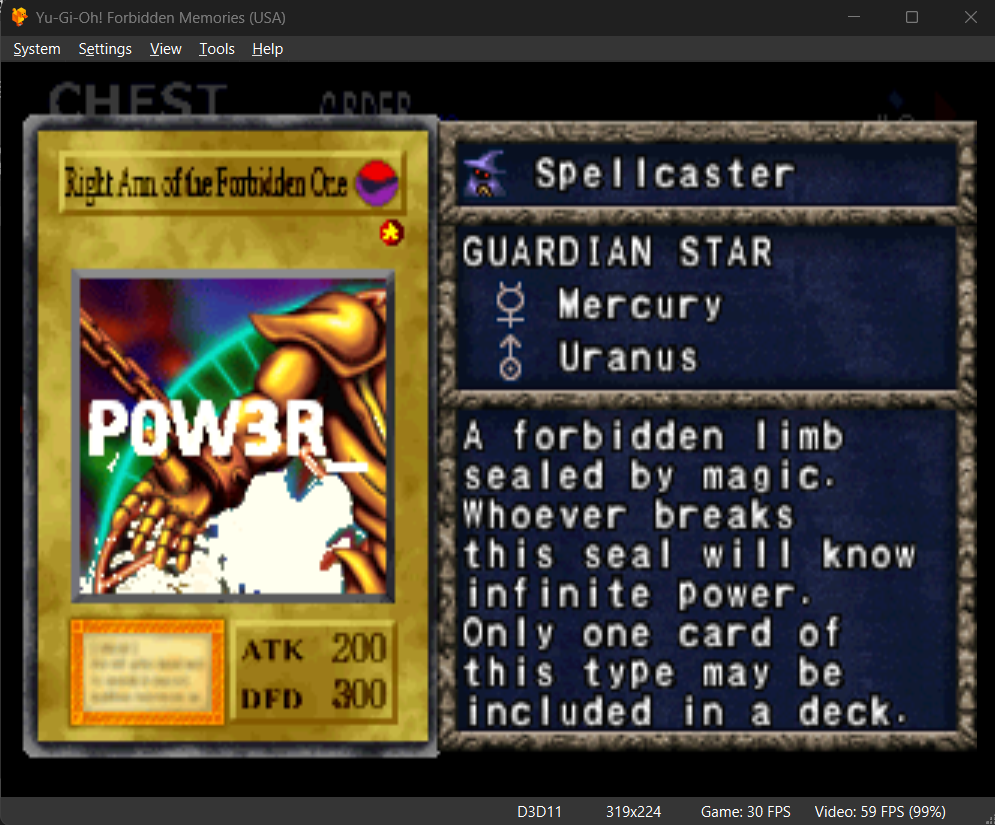 Yu-Gi-Oh! Forbidden Memories (USA)
System Settings View Tools Help
CHEST ORDER
Right Arm of the Forbidden One
P0W3R_
ATK 200
DFD 300
Spellcaster
GUARDIAN STAR
Mercury
Uranus
A forbidden limb
sealed by magic.
Whoever breaks
this seal will know
infinite power.
Only one card of
this type may be
included in a deck.
D3D11 319x224 Game: 30 FPS Video: 59 FPS (99%)